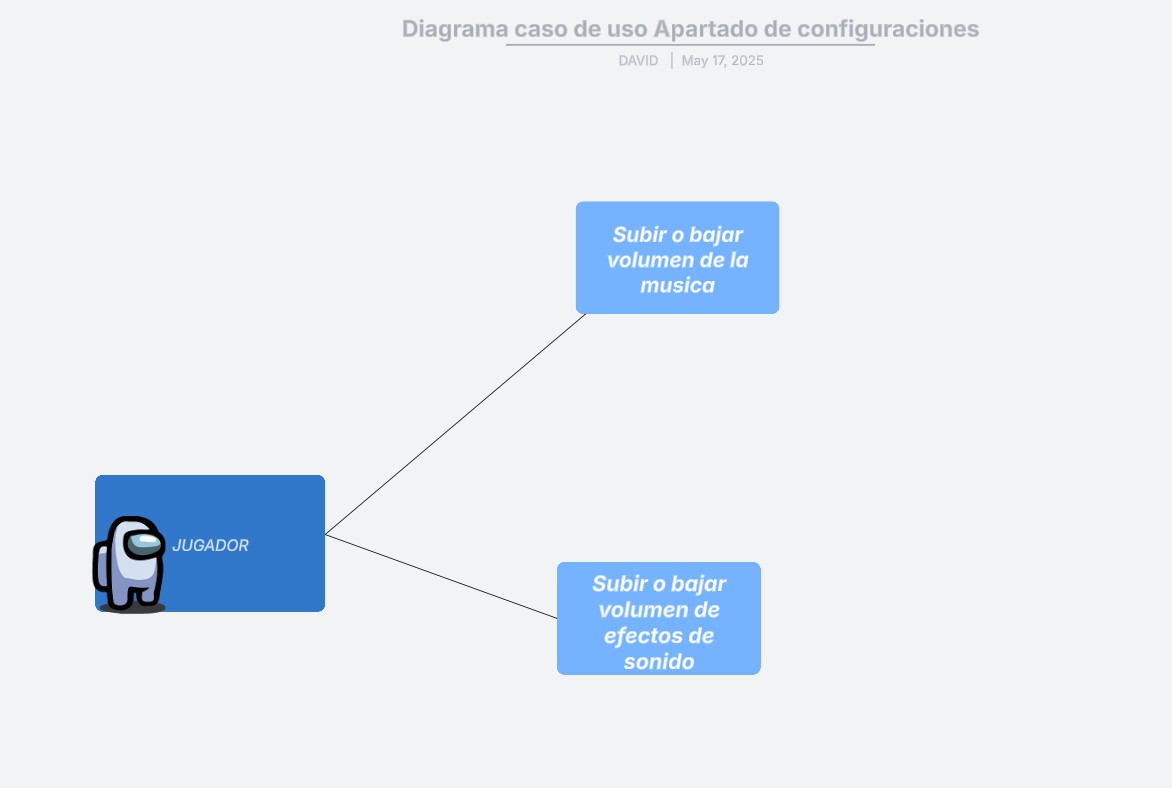 Diagrama caso de uso Apartado de configuraciones
DAVID | May 17, 2025
Subir o bajar
volumen de la
musica
JUGADOR
Subir o bajar
volumen de
efectos de
sonido